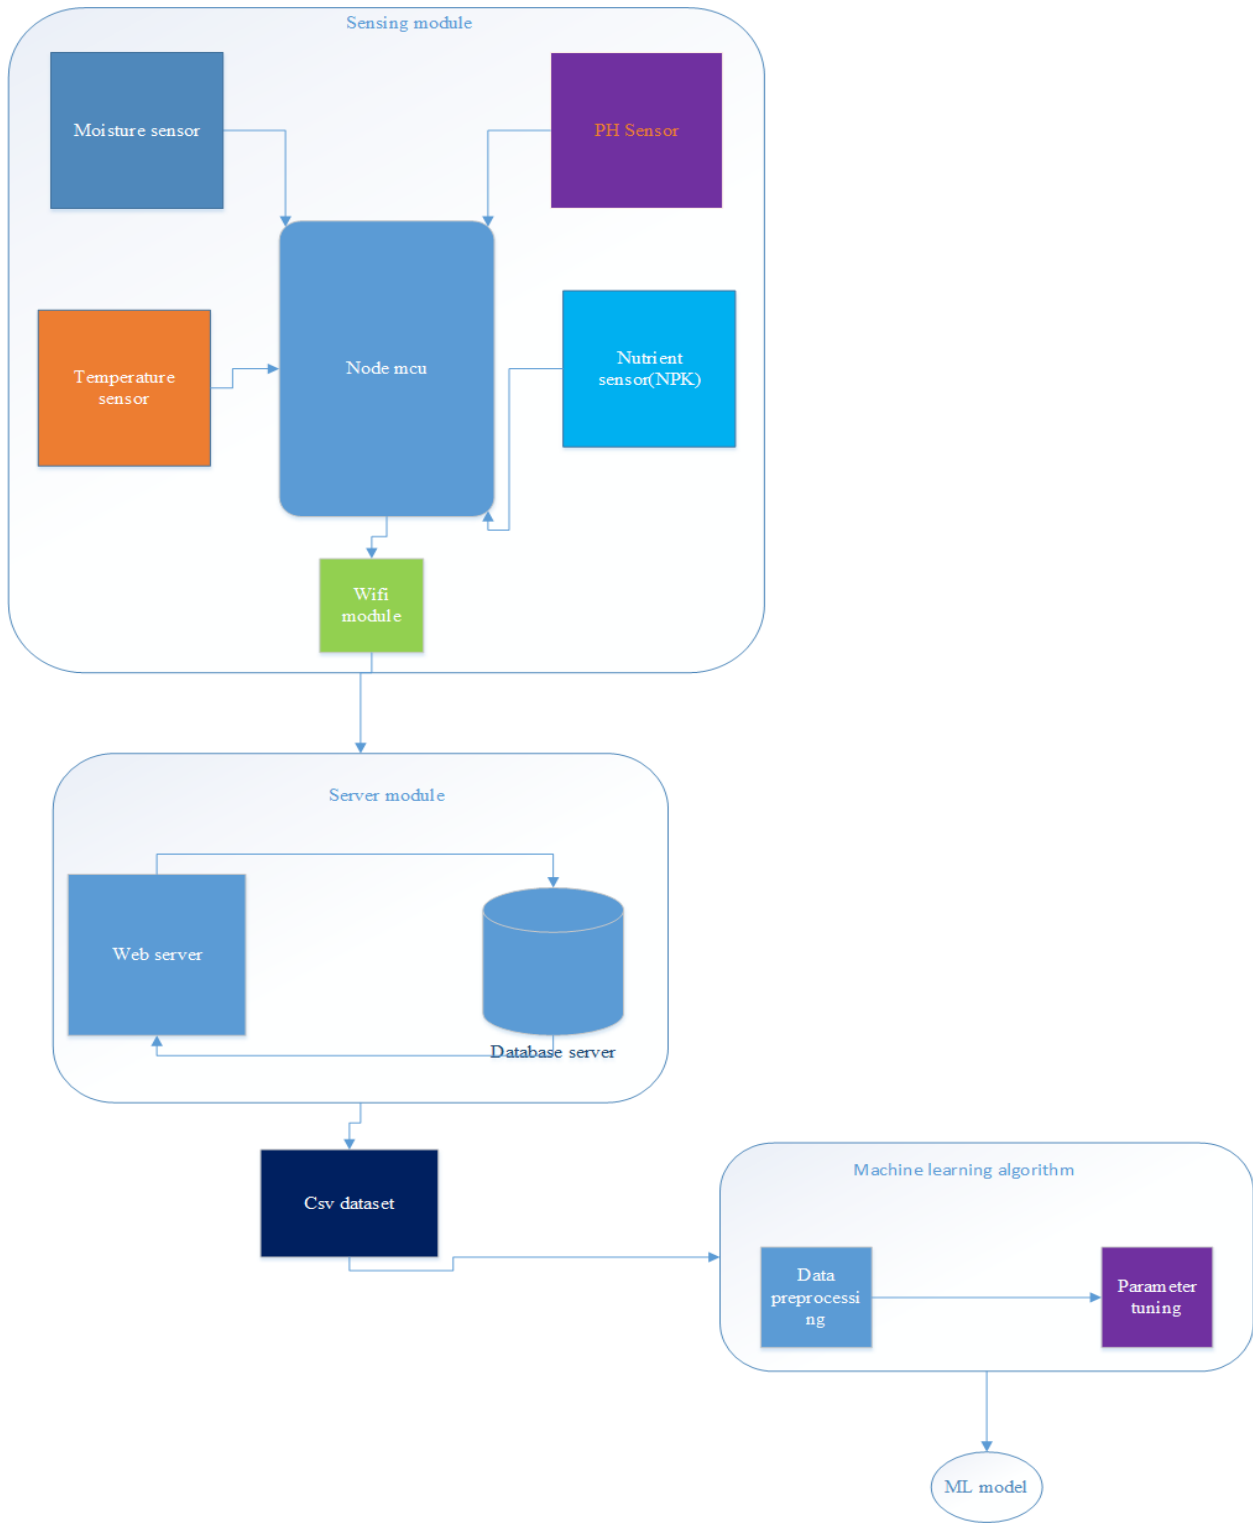 Sensing module
Moisture sensor
PH Sensor
Node mcu
Nutrient
sensor(NPK)
Temperature
sensor
Wifi
module
Server module
Web server
Database server
Csv dataset
Machine learning algorithm
Data
preprocessi
ng
Parameter
tuning
ML model